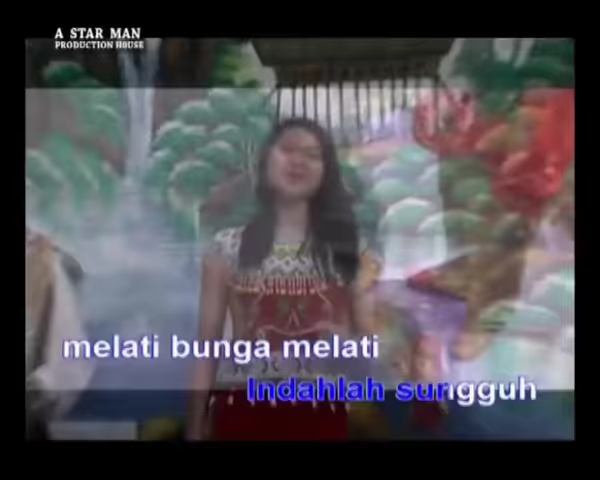 A STAR MAN
PRODUCTION HOUSE
melati bunga melati
Indahlah sungguh